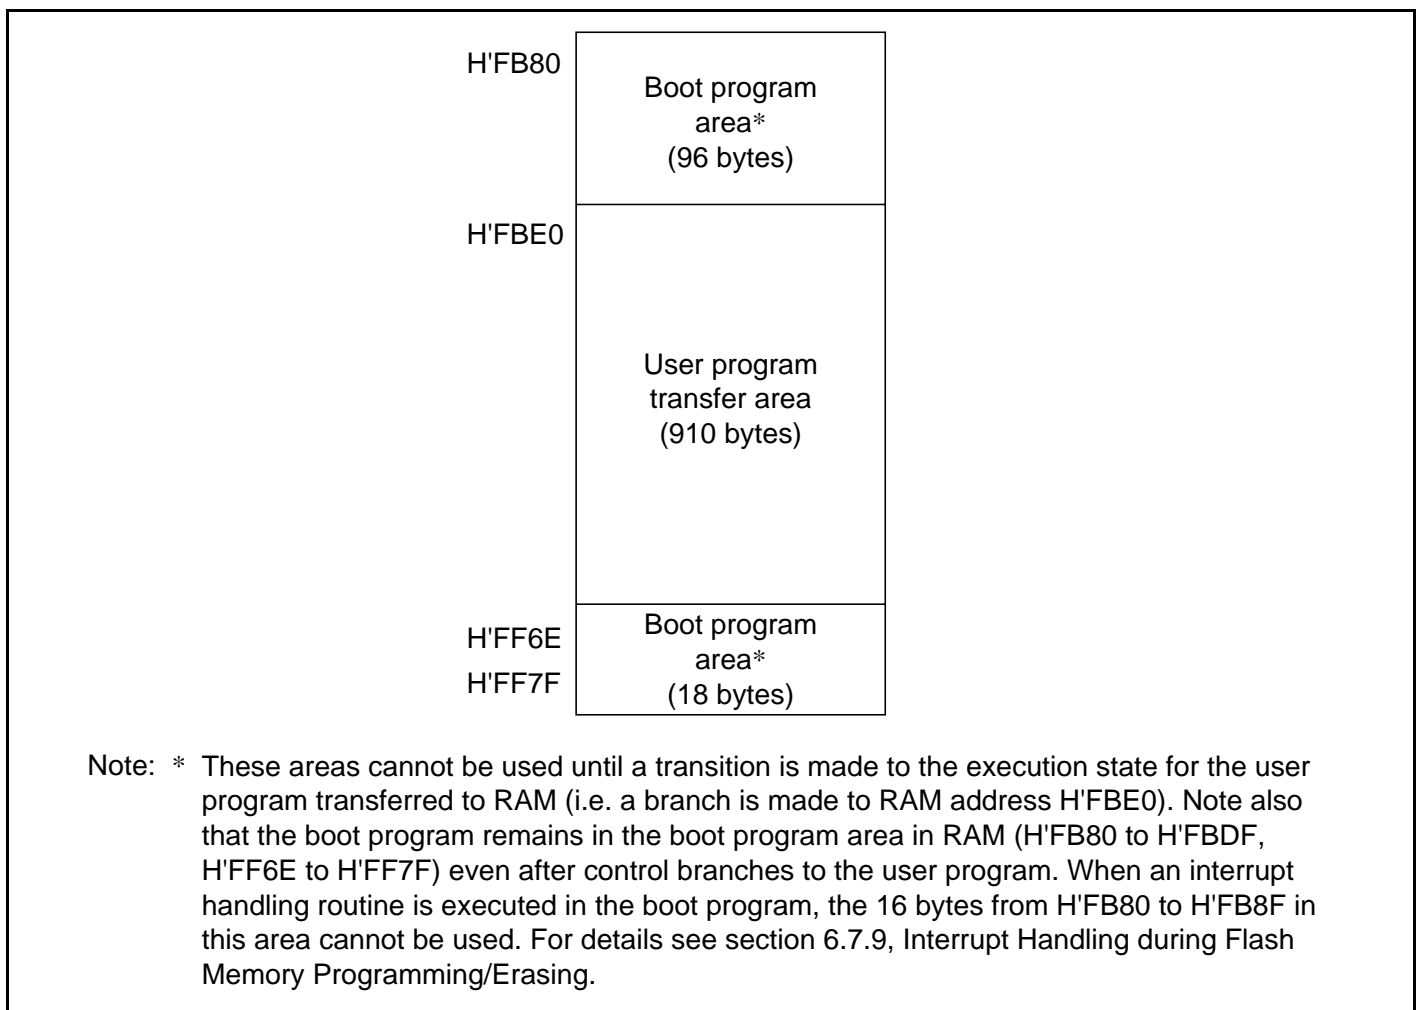 H'FB80
Boot program
area*
(96 bytes)
H'FBE0
User program
transfer area
(910 bytes)
H'FF6E
H'FF7F
Boot program
area*
(18 bytes)
Note: * These areas cannot be used until a transition is made to the execution state for the user
program transferred to RAM (i.e. a branch is made to RAM address H'FBE0). Note also
that the boot program remains in the boot program area in RAM (H'FB80 to H'FBDF,
H'FF6E to H'FF7F) even after control branches to the user program. When an interrupt
handling routine is executed in the boot program, the 16 bytes from H'FB80 to H'FB8F in
this area cannot be used. For details see section 6.7.9, Interrupt Handling during Flash
Memory Programming/Erasing.